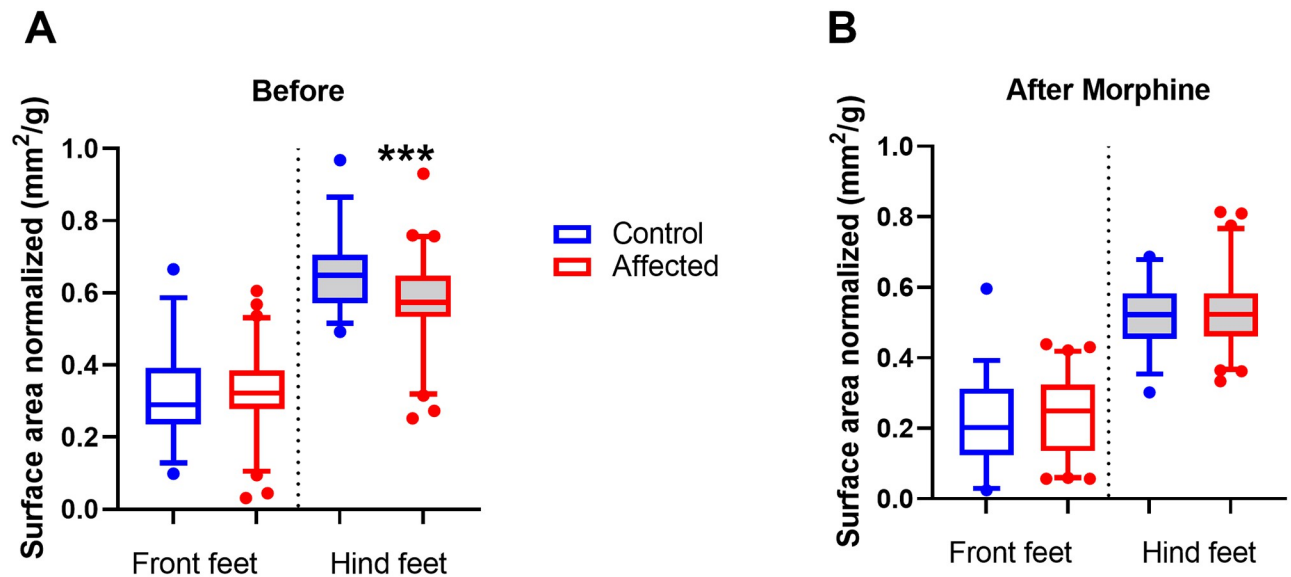 A
Before
Surface area normalized (mm²/g)
1.0
0.8
0.6
0.4
0.2
0.0
***
Front feet
Hind feet
Control
Affected
B
After Morphine
Surface area normalized (mm²/g)
1.0
0.8
0.6
0.4
0.2
0.0
Front feet
Hind feet